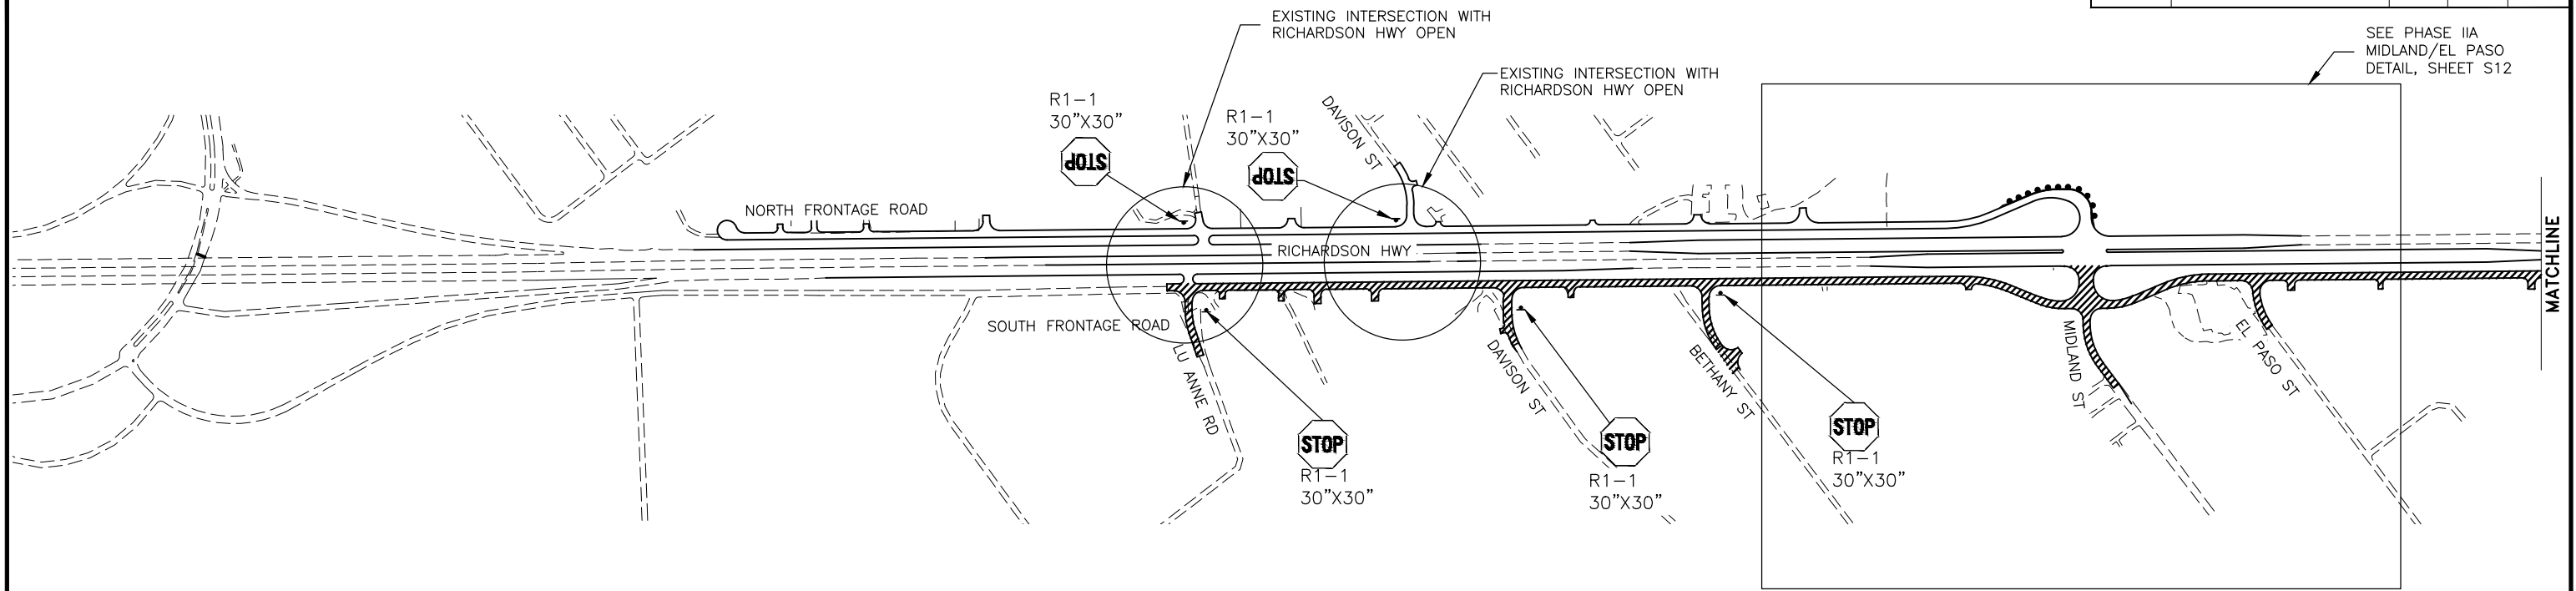 EXISTING INTERSECTION WITH
RICHARDSON HWY OPEN
SEE PHASE IIA
MIDLAND/EL PASO
DETAIL, SHEET S12
EXISTING INTERSECTION WITH
RICHARDSON HWY OPEN
R1-1
30"X30"
STOP
R1-1
30"X30"
STOP
DAVISON ST
NORTH FRONTAGE ROAD
RICHARDSON HWY
MATCHLINE
SOUTH FRONTAGE ROAD
LU ANNE RD
DAVISON ST
BETHANY ST
MIDLAND ST
EL PASO ST
STOP
R1-1
30"X30"
STOP
R1-1
30"X30"
STOP
R1-1
30"X30"